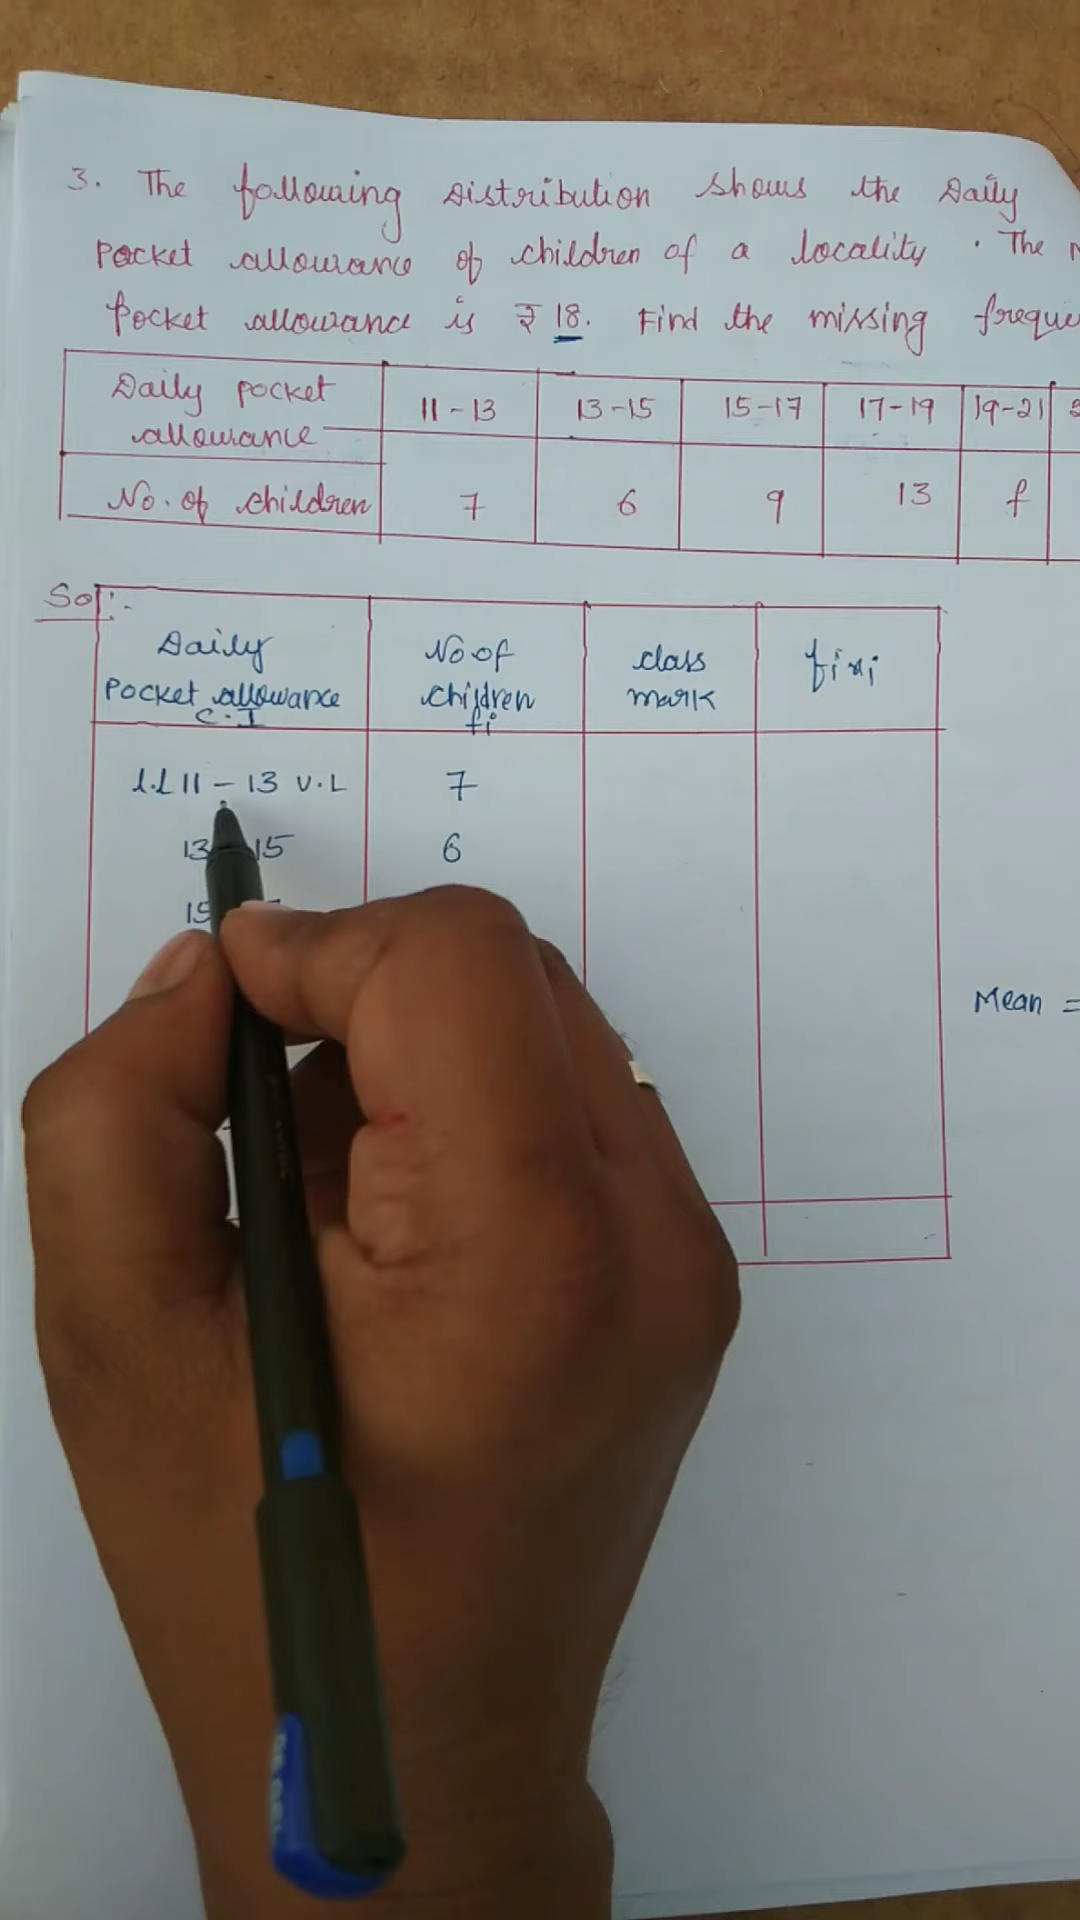 3. The following Distribution shows the Daily
Pocket allowance of children of a locality. The
Pocket allowance is ₹ 18. Find the missing
Daily pocket allowance 11-13 13-15 15-17 17-19 19-21
No. of children 7 6 9 13 f
Sol:-
Daily Pocket allowance C.I No of children fi class mark fixi
l.L 11-13 U.L 7
13-15 6
15
Mean =